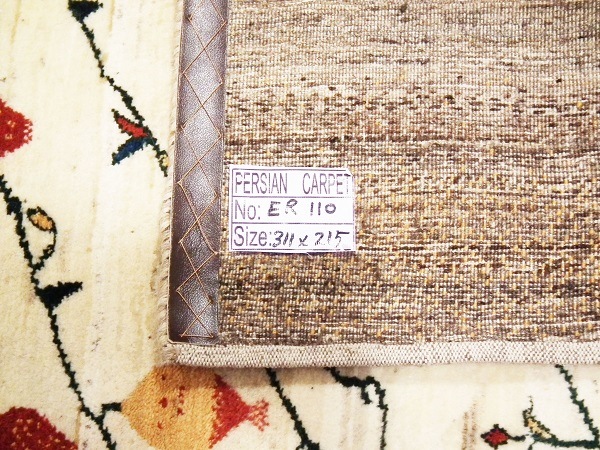 PERSIAN CARPET
No: ER 110
Size: 311 x 215